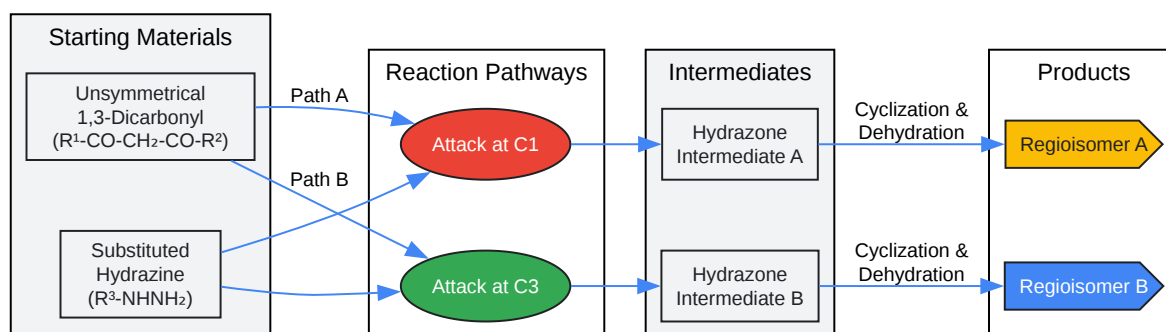 Starting Materials
Unsymmetrical
1,3-Dicarbonyl
(R¹-CO-CH₂-CO-R²)
Substituted
Hydrazine
(R³-NHNH₂)
Path A
Path B
Reaction Pathways
Attack at C1
Attack at C3
Intermediates
Hydrazone
Intermediate A
Hydrazone
Intermediate B
Cyclization &
Dehydration
Cyclization &
Dehydration
Products
Regioisomer A
Regioisomer B